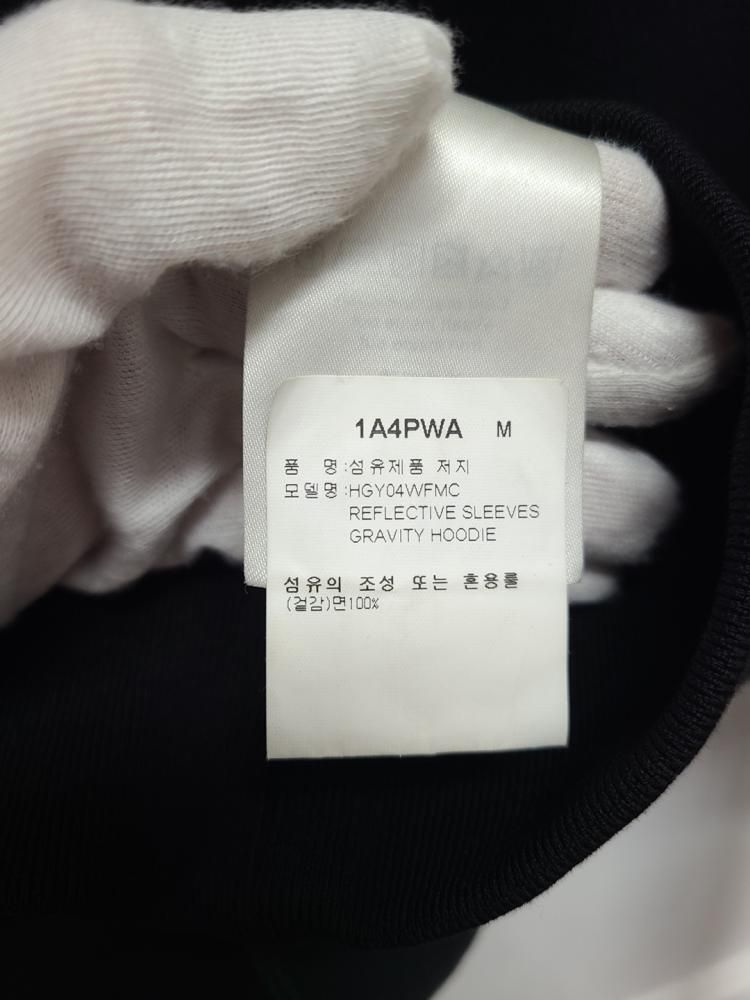 1A4PWA M
품 명:섬유제품 저지
모델명:HGY04WFMC
REFLECTIVE SLEEVES
GRAVITY HOODIE
섬유의 조성 또는 혼용률
(겉감)면100%